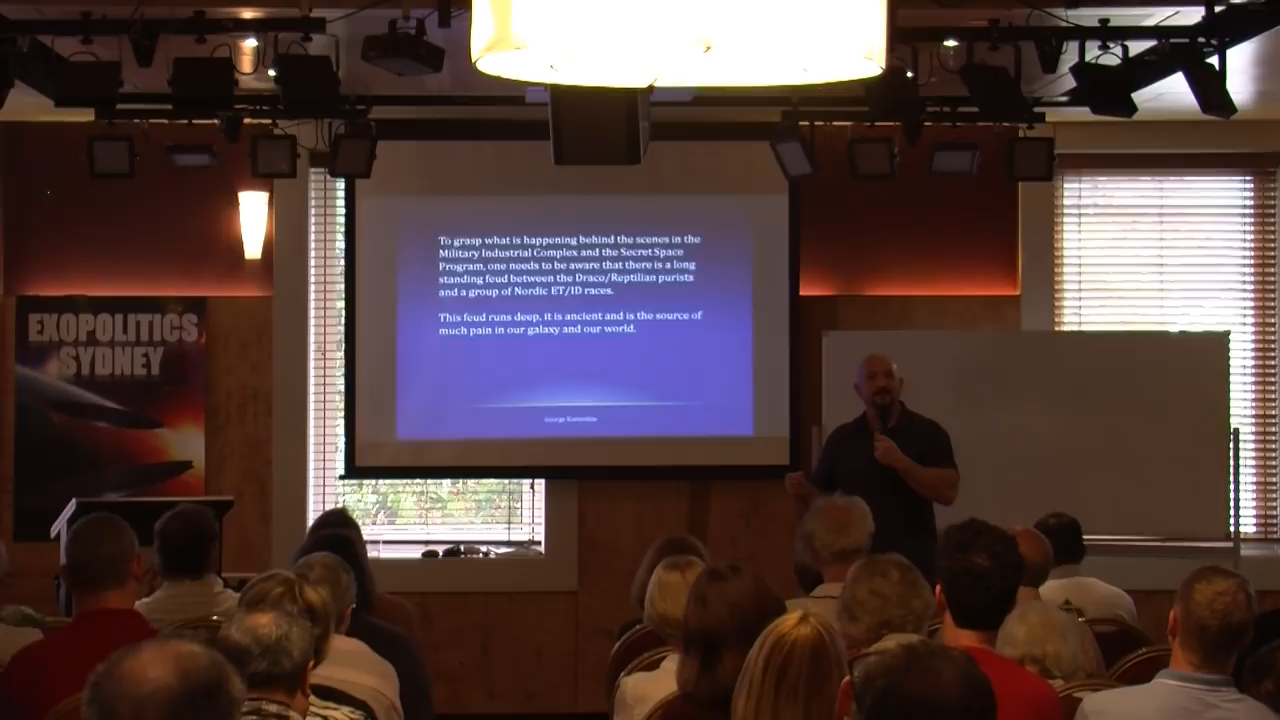 EXOPOLITICS
SYDNEY
To grasp what is happening behind the scenes in the
Military Industrial Complex and the Secret Space
Program, one needs to be aware that there is a long
standing feud between the Draco/Reptilian purists
and a group of Nordic ET/ID races.
This feud runs deep, it is ancient and is the source of
much pain in our galaxy and our world.
George